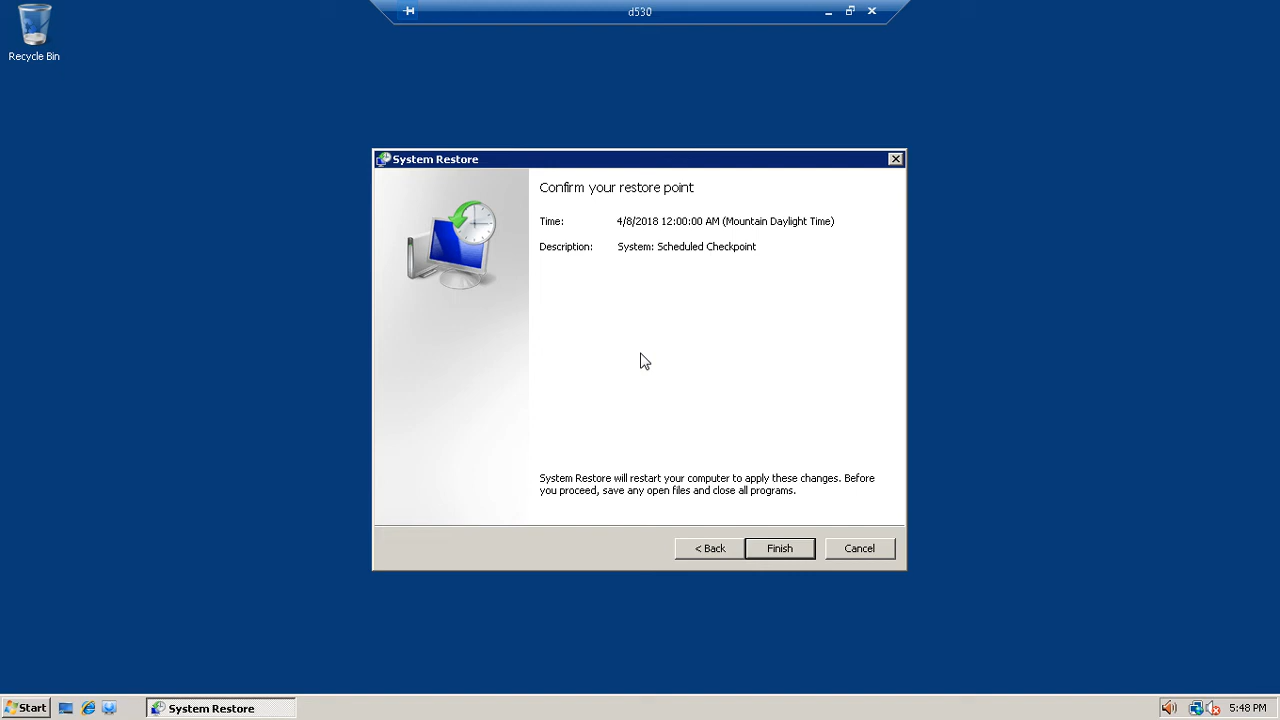 d530
Recycle Bin
System Restore
Confirm your restore point
Time: 4/8/2018 12:00:00 AM (Mountain Daylight Time)
Description: System: Scheduled Checkpoint
System Restore will restart your computer to apply these changes. Before
you proceed, save any open files and close all programs.
< Back Finish Cancel
Start System Restore 5:48 PM